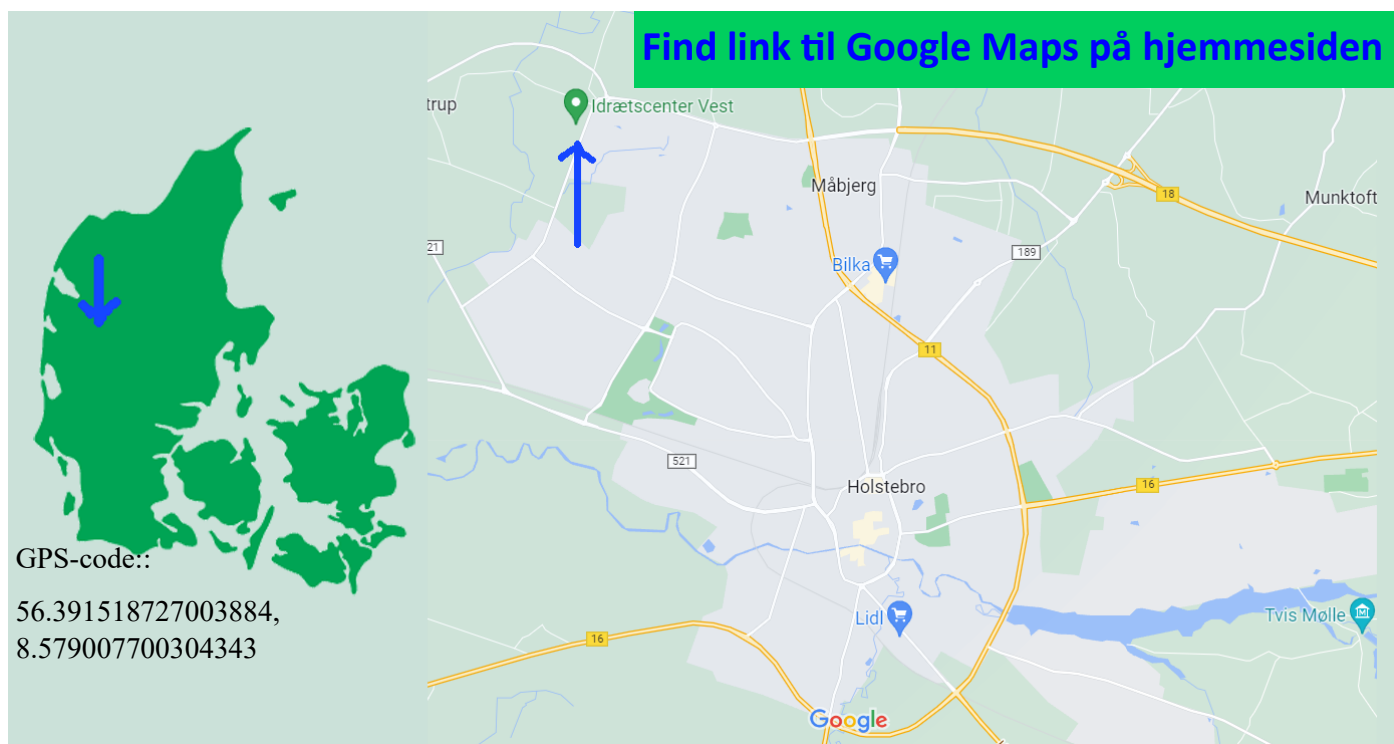 Find link til Google Maps på hjemmesiden
trup
Idrætscenter Vest
Måbjerg
18
Munktoft
21
189
Bilka
11
521
16
Holstebro
GPS-code::
56.391518727003884,
8.579007700304343
Lidl
Tvis Mølle
16
Google